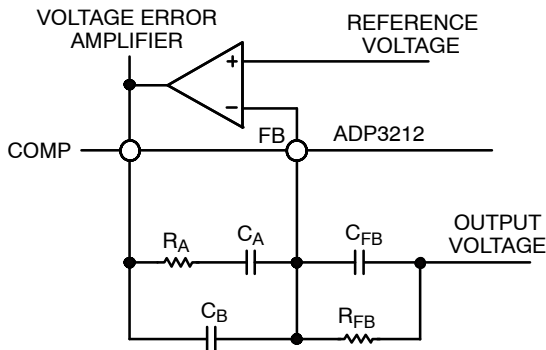 VOLTAGE ERROR
AMPLIFIER
REFERENCE
VOLTAGE
+
−
COMP
FB
ADP3212
RA
CA
CFB
OUTPUT
VOLTAGE
CB
RFB